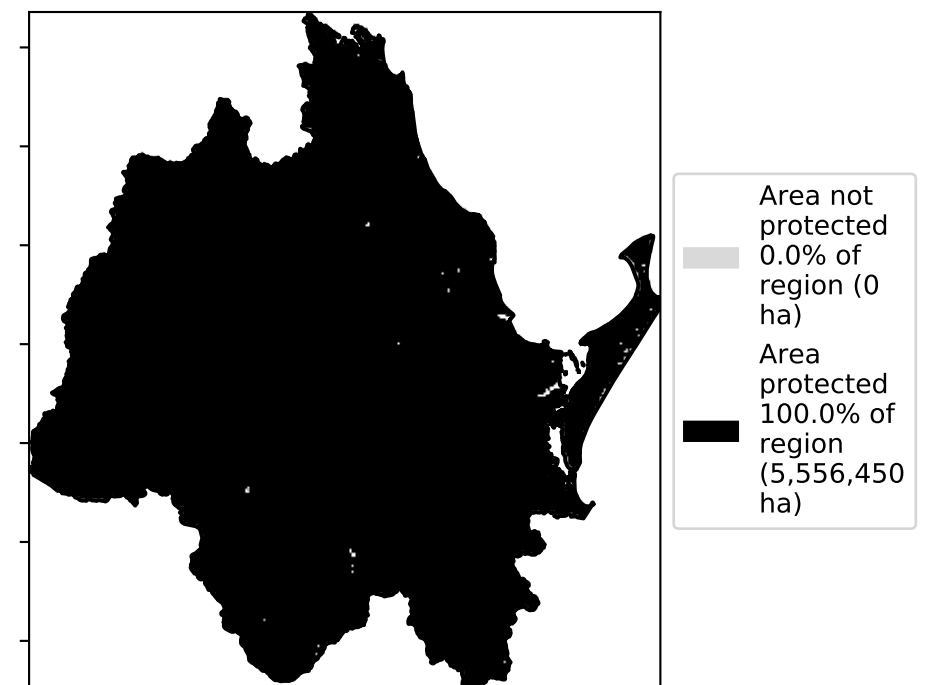 Area not
protected
0.0% of
region (0
ha)
Area
protected
100.0% of
region
(5,556,450
ha)